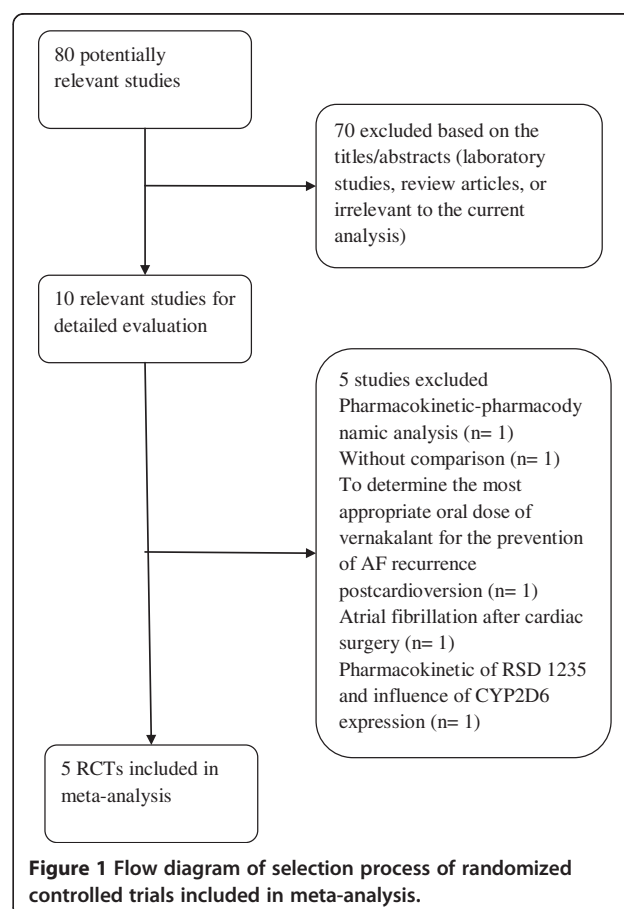 80 potentially
relevant studies
70 excluded based on the
titles/abstracts (laboratory
studies, review articles, or
irrelevant to the current
analysis)
10 relevant studies for
detailed evaluation
5 studies excluded
Pharmacokinetic-pharmacody
namic analysis (n= 1)
Without comparison (n= 1)
To determine the most
appropriate oral dose of
vernakalant for the prevention
of AF recurrence
postcardioversion (n= 1)
Atrial fibrillation after cardiac
surgery (n= 1)
Pharmacokinetic of RSD 1235
and influence of CYP2D6
expression (n= 1)
5 RCTs included in
meta-analysis
Figure 1 Flow diagram of selection process of randomized
controlled trials included in meta-analysis.